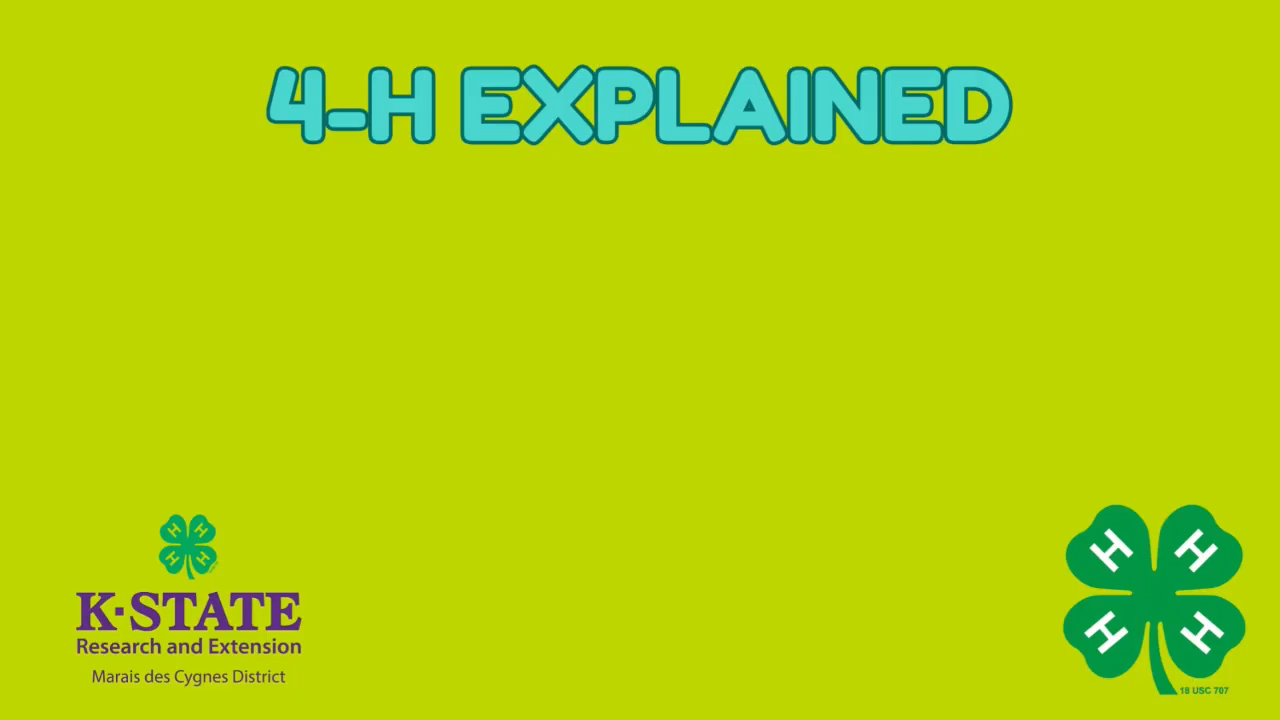 4-H EXPLAINED
H H
H H
K-STATE
Research and Extension
Marais des Cygnes District
H H
H H
18 USC 707